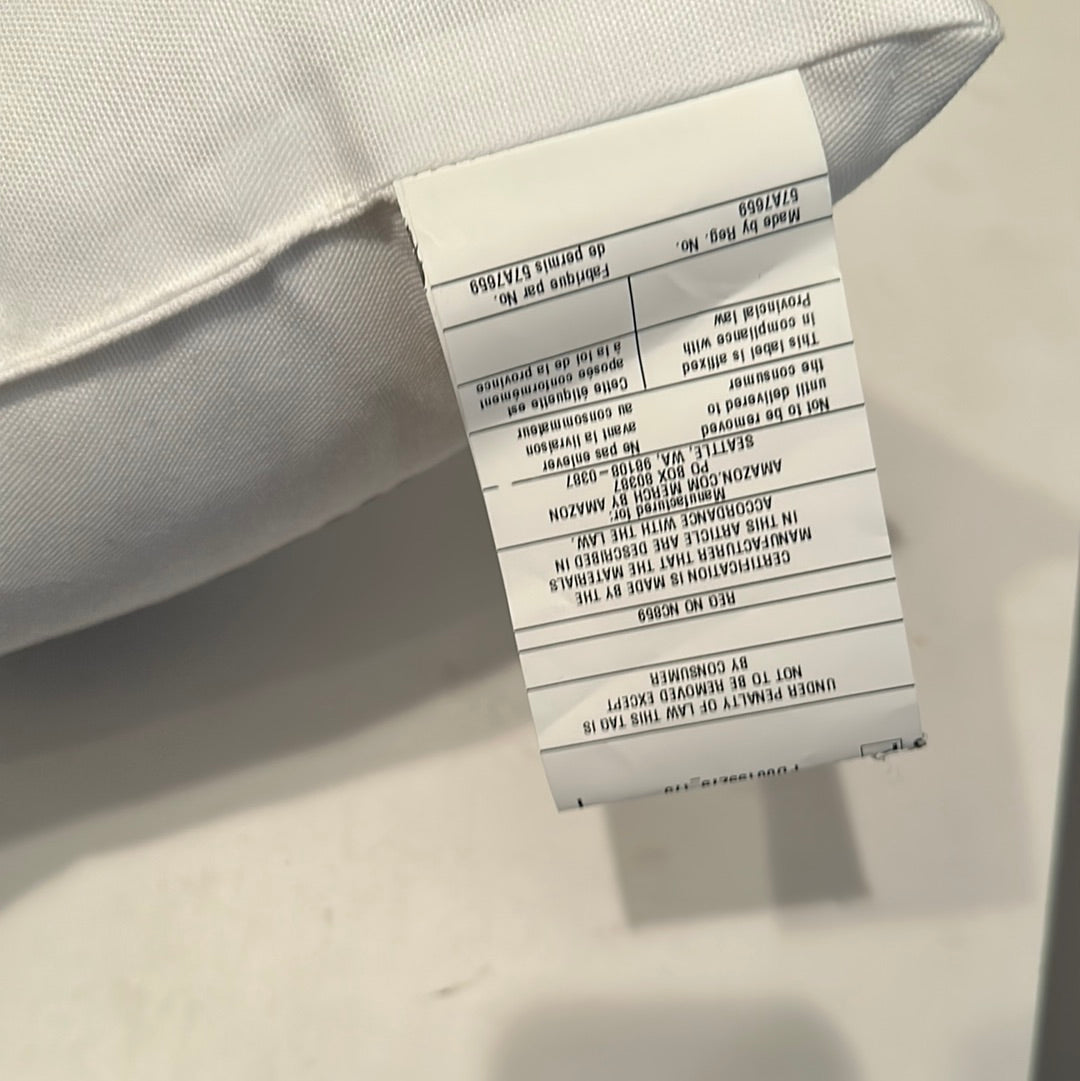 UNDER PENALTY OF LAW THIS TAG IS
NOT TO BE REMOVED EXCEPT
BY CONSUMER
REG NO NC859
CERTIFICATION IS MADE BY THE
MANUFACTURER THAT THE MATERIALS
IN THIS ARTICLE ARE DESCRIBED IN
ACCORDANCE WITH THE LAW.
Manufactured for:
AMAZON.COM MERCH BY AMAZON
PO BOX 80387
SEATTLE, WA, 98108-0387
Not to be removed
until delivered to
the consumer
Ne pas enlever
avant la livraison
au consommateur
This label is affixed
in compliance with
Provincial law
Cette étiquette est
apposée conformément
à la loi de la province
Made by Reg. No.
57A7659
Fabrique par No.
de permis 57A7659